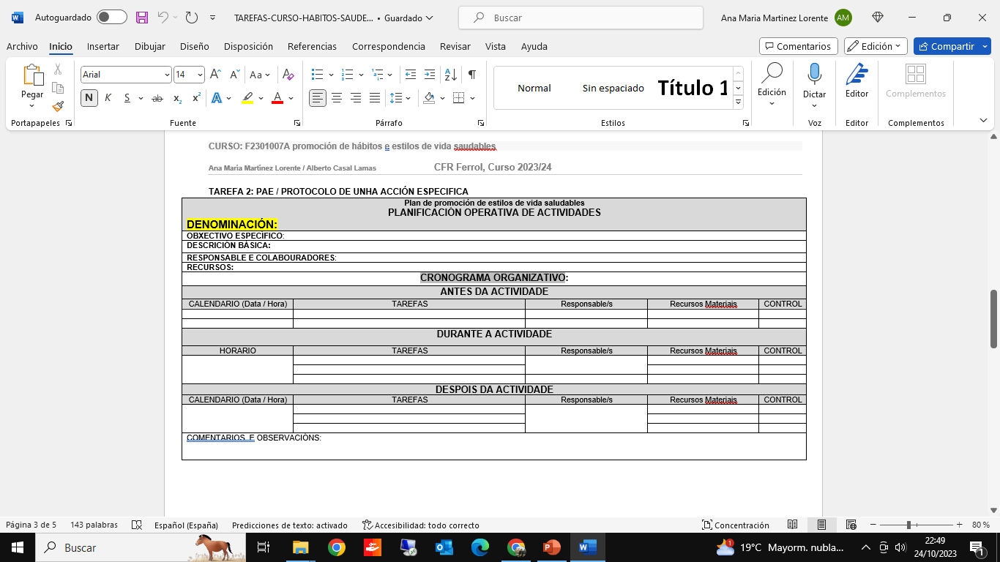 Autoguardado TAREFAS-CURSO-HABITOS-SAUDE... • Guardado Buscar Ana Maria Martinez Lorente AM
Archivo Inicio Insertar Dibujar Diseño Disposición Referencias Correspondencia Revisar Vista Ayuda Comentarios Edición Compartir
Pegar Arial 14 Aa Normal Sin espaciado Título 1 Edición Dictar Editor Complementos
N K S ab x₂ x² A A
Portapapeles Fuente Párrafo Estilos Voz Editor Complementos
CURSO: F2301007A promoción de hábitos e estilos de vida saudables
Ana María Martínez Lorente / Alberto Casal Lamas CFR Ferrol, Curso 2023/24
TAREFA 2: PAE / PROTOCOLO DE UNHA ACCIÓN ESPECIFICA
Plan de promoción de estilos de vida saludables
PLANIFICACIÓN OPERATIVA DE ACTIVIDADES
DENOMINACIÓN:
OBXECTIVO ESPECÍFICO:
DESCRICIÓN BÁSICA:
RESPONSABLE E COLABOURADORES:
RECURSOS:
CRONOGRAMA ORGANIZATIVO:
ANTES DA ACTIVIDADE
CALENDARIO (Data / Hora) TAREFAS Responsable/s Recursos Materiais CONTROL
DURANTE A ACTIVIDADE
HORARIO TAREFAS Responsable/s Recursos Materiais CONTROL
DESPOIS DA ACTIVIDADE
CALENDARIO (Data / Hora) TAREFAS Responsable/s Recursos Materiais CONTROL
COMENTARIOS E OBSERVACIÓNS:
Página 3 de 5 143 palabras Español (España) Predicciones de texto: activado Accesibilidad: todo correcto Concentración 80 %
Buscar 19°C Mayorm. nubla... 22:49
24/10/2023 1